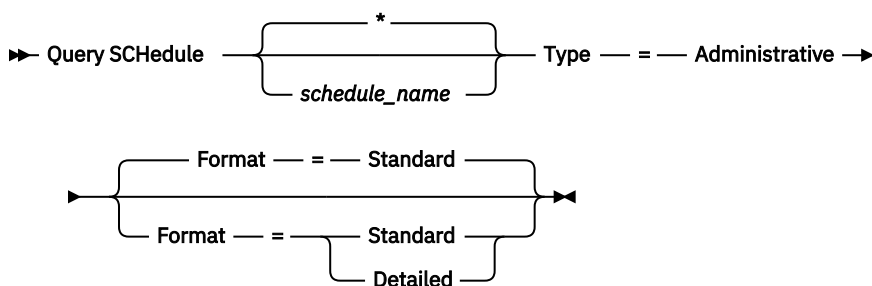 *
Query SCHedule Type = Administrative
schedule_name
Format = Standard
Format = Standard
Detailed